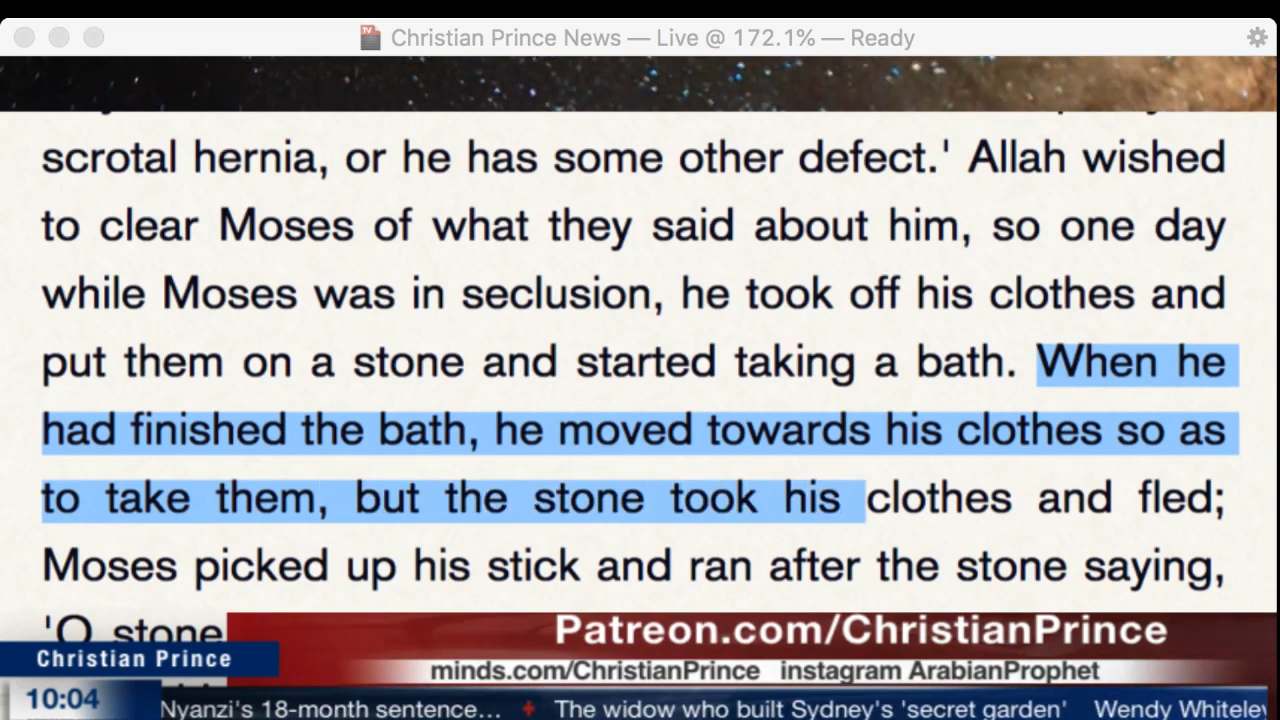 Christian Prince News — Live @ 172.1% — Ready
scrotal hernia, or he has some other defect.' Allah wished
to clear Moses of what they said about him, so one day
while Moses was in seclusion, he took off his clothes and
put them on a stone and started taking a bath. When he
had finished the bath, he moved towards his clothes so as
to take them, but the stone took his clothes and fled;
Moses picked up his stick and ran after the stone saying,
'O stone
Patreon.com/ChristianPrince
Christian Prince
minds.com/ChristianPrince instagram ArabianProphet
10:04
Nyanzi's 18-month sentence... The widow who built Sydney's 'secret garden' Wendy Whiteley